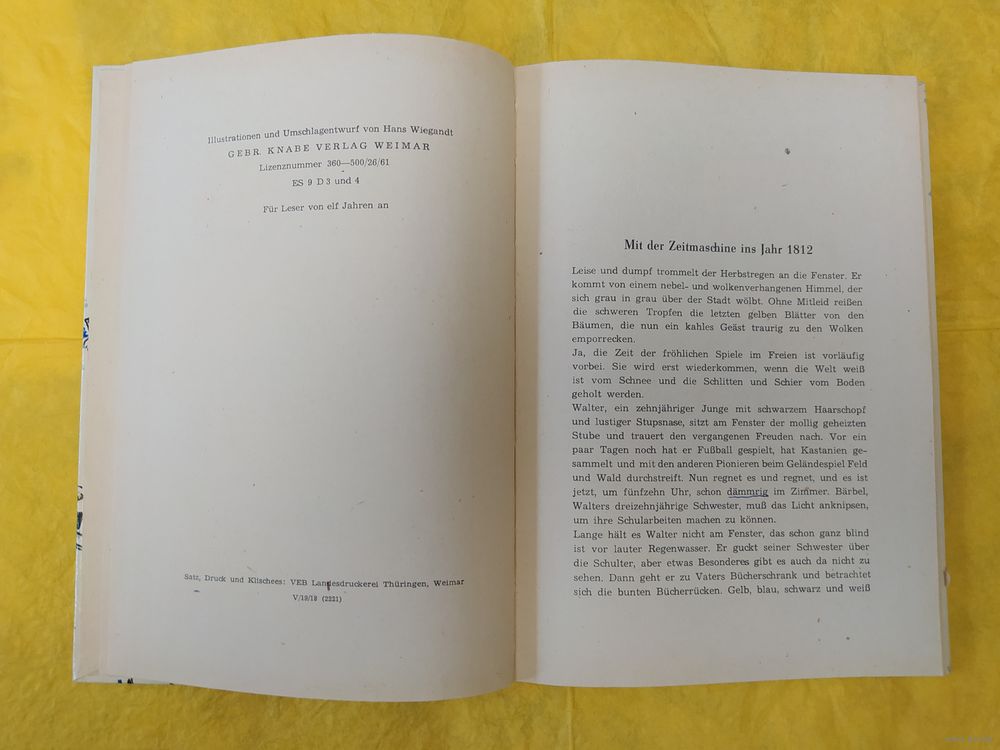 Illustrationen und Umschlagentwurf von Hans Wiegandt
GEBR. KNABE VERLAG WEIMAR
Lizenznummer 360—500/26/61
ES 9 D 3 und 4
Für Leser von elf Jahren an
Satz, Druck und Klischees: VEB Landesdruckerei Thüringen, Weimar
V/19/18 (2221)
Mit der Zeitmaschine ins Jahr 1812
Leise und dumpf trommelt der Herbstregen an die Fenster. Er
kommt von einem nebel- und wolkenverhangenen Himmel, der
sich grau in grau über der Stadt wölbt. Ohne Mitleid reißen
die schweren Tropfen die letzten gelben Blätter von den
Bäumen, die nun ein kahles Geäst traurig zu den Wolken
emporrecken.
Ja, die Zeit der fröhlichen Spiele im Freien ist vorläufig
vorbei. Sie wird erst wiederkommen, wenn die Welt weiß
ist vom Schnee und die Schlitten und Schier vom Boden
geholt werden.
Walter, ein zehnjähriger Junge mit schwarzem Haarschopf
und lustiger Stupsnase, sitzt am Fenster der mollig geheizten
Stube und trauert den vergangenen Freuden nach. Vor ein
paar Tagen noch hat er Fußball gespielt, hat Kastanien ge-
sammelt und mit den anderen Pionieren beim Geländespiel Feld
und Wald durchstreift. Nun regnet es und regnet, und es ist
jetzt, um fünfzehn Uhr, schon dämmrig im Zimmer. Bärbel,
Walters dreizehnjährige Schwester, muß das Licht anknipsen,
um ihre Schularbeiten machen zu können.
Lange hält es Walter nicht am Fenster, das schon ganz blind
ist vor lauter Regenwasser. Er guckt seiner Schwester über
die Schulter, aber etwas Besonderes gibt es auch da nicht zu
sehen. Dann geht er zu Vaters Bücherschrank und betrachtet
sich die bunten Bücherrücken. Gelb, blau, schwarz und weiß